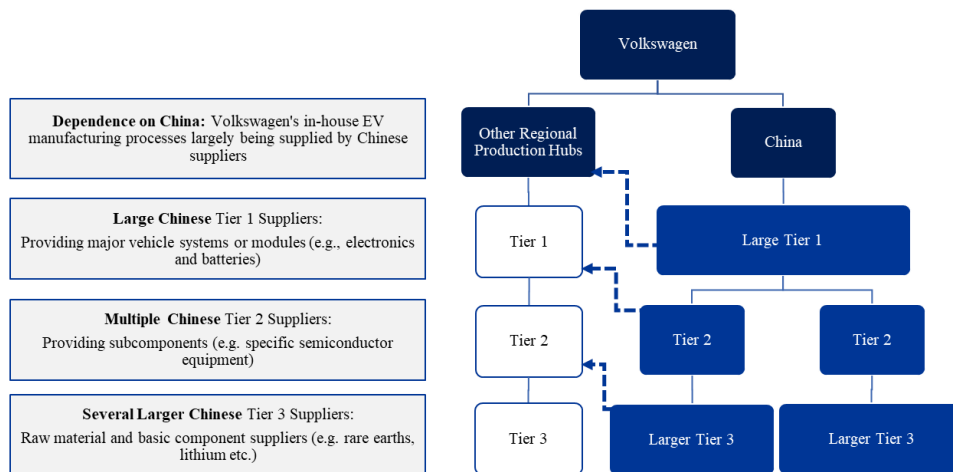 Volkswagen
Dependence on China: Volkswagen's in-house EV
manufacturing processes largely being supplied by Chinese
suppliers
Other Regional
Production Hubs
China
Large Chinese Tier 1 Suppliers:
Providing major vehicle systems or modules (e.g., electronics
and batteries)
Tier 1
Large Tier 1
Multiple Chinese Tier 2 Suppliers:
Providing subcomponents (e.g. specific semiconductor
equipment)
Tier 2
Tier 2
Tier 2
Several Larger Chinese Tier 3 Suppliers:
Raw material and basic component suppliers (e.g. rare earths,
lithium etc.)
Tier 3
Larger Tier 3
Larger Tier 3